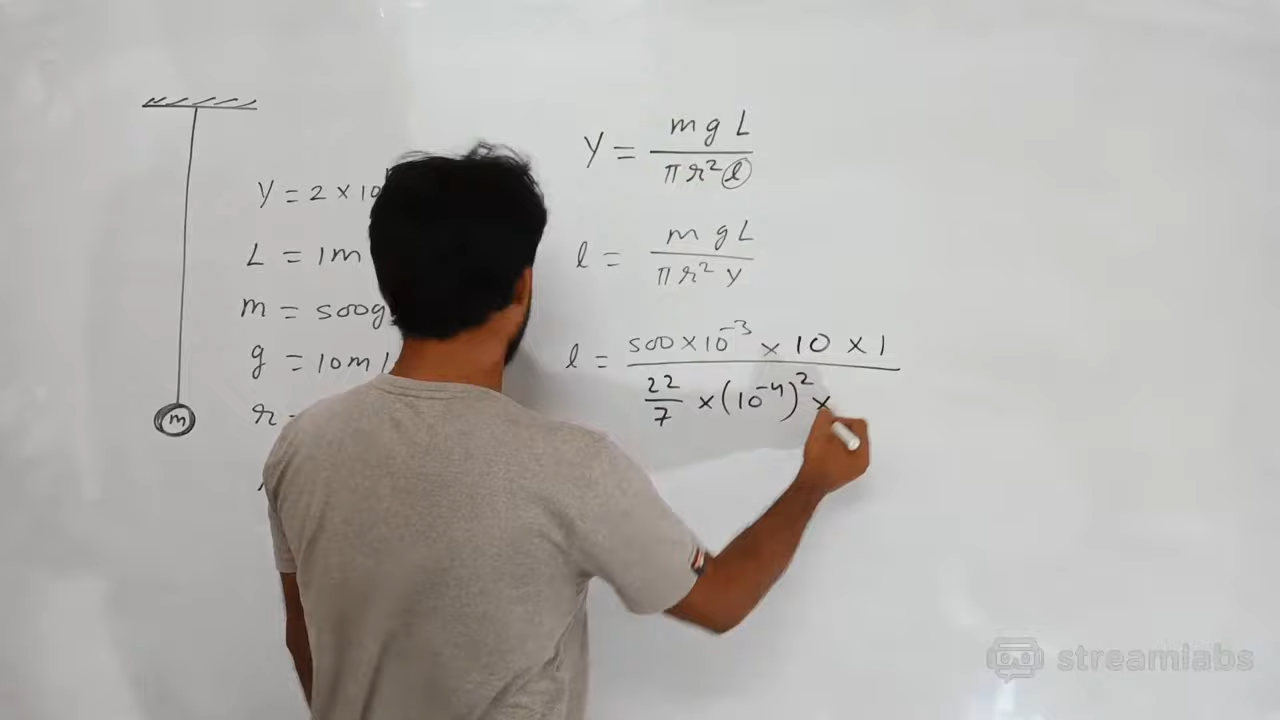 Y = 2 × 10
L = 1m
m = 500g
g = 10m/
r
m
Y = mgL / πr²l
l = mgL / πr²Y
l = 500×10⁻³ × 10 × 1 / 22/7 × (10⁻⁴)² ×
streamlabs